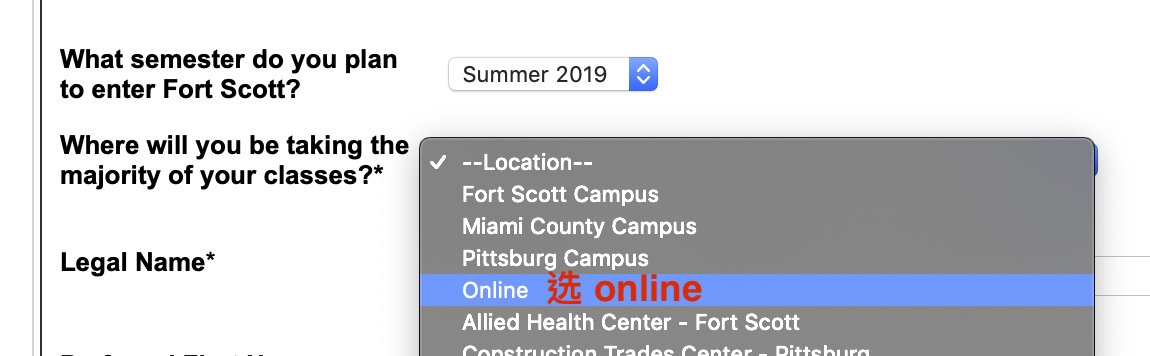 What semester do you plan
to enter Fort Scott?
Summer 2019
Where will you be taking the
majority of your classes?*
✓ --Location--
Fort Scott Campus
Miami County Campus
Pittsburg Campus
Online 选 online
Allied Health Center - Fort Scott
Construction Trades Center - Pittsburg
Legal Name*